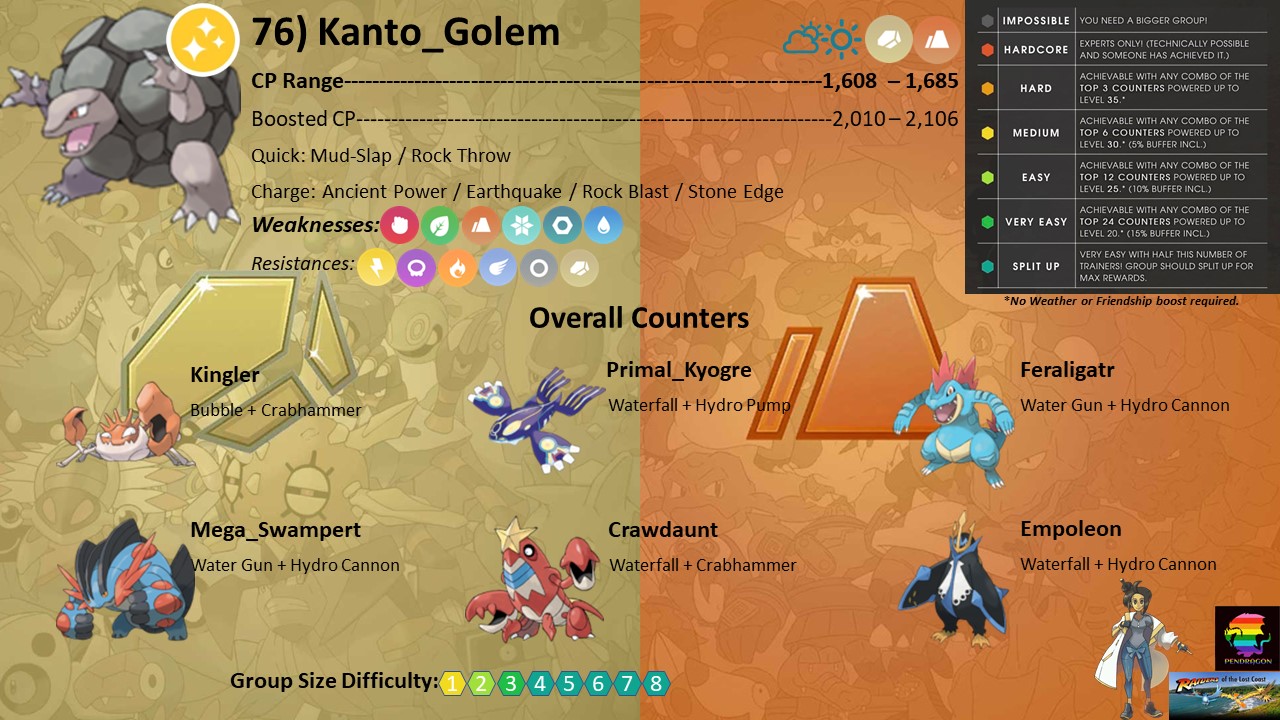 76) Kanto_Golem
CP Range---1,608 – 1,685
Boosted CP---2,010 – 2,106
Quick: Mud-Slap / Rock Throw
Charge: Ancient Power / Earthquake / Rock Blast / Stone Edge
Weaknesses:
Resistances:
IMPOSSIBLE YOU NEED A BIGGER GROUP!
HARDCORE EXPERTS ONLY! (TECHNICALLY POSSIBLE
AND SOMEONE HAS ACHIEVED IT.)
HARD ACHIEVABLE WITH ANY COMBO OF THE
TOP 3 COUNTERS POWERED UP TO
LEVEL 35.*
MEDIUM ACHIEVABLE WITH ANY COMBO OF THE
TOP 6 COUNTERS POWERED UP TO
LEVEL 30.* (5% BUFFER INCL.)
EASY ACHIEVABLE WITH ANY COMBO OF THE
TOP 12 COUNTERS POWERED UP TO
LEVEL 25.* (10% BUFFER INCL.)
VERY EASY ACHIEVABLE WITH ANY COMBO OF THE
TOP 24 COUNTERS POWERED UP TO
LEVEL 20.* (15% BUFFER INCL.)
SPLIT UP VERY EASY WITH HALF THIS NUMBER OF
TRAINERS! GROUP SHOULD SPLIT UP FOR
MAX REWARDS.
*No Weather or Friendship boost required.
Overall Counters
Kingler
Bubble + Crabhammer
Primal_Kyogre
Waterfall + Hydro Pump
Feraligatr
Water Gun + Hydro Cannon
Mega_Swampert
Water Gun + Hydro Cannon
Crawdaunt
Waterfall + Crabhammer
Empoleon
Waterfall + Hydro Cannon
Group Size Difficulty: 1 2 3 4 5 6 7 8
PENDRAGON
RAIDERS of the Lost Coast